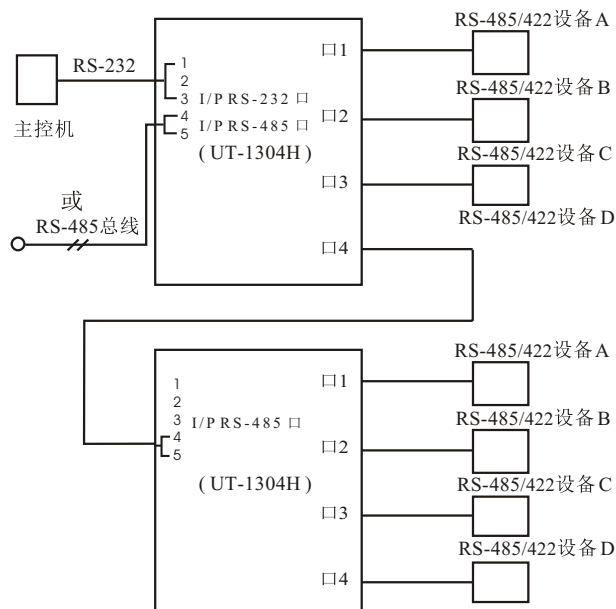 RS-485/422设备A
口1
RS-232
1
2
3 I/PRS-232 口
4 I/PRS-485 口
5
主控机
(UT-1304H)
RS-485/422设备B
口2
RS-485/422设备C
口3
或
RS-485总线
RS-485/422设备D
口4
RS-485/422设备A
口1
1
2
3 I/PRS-485 口
4
5
RS-485/422设备B
口2
(UT-1304H)
RS-485/422设备C
口3
RS-485/422设备D
口4